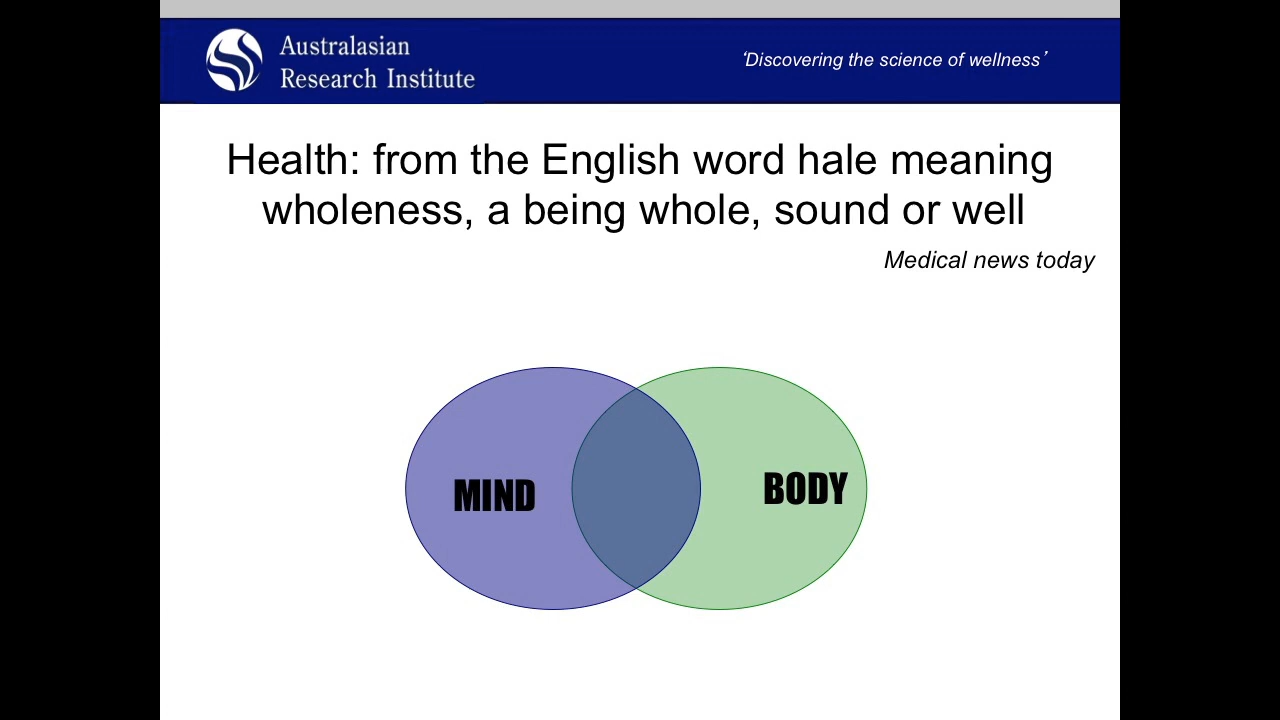 Australasian
Research Institute
‘Discovering the science of wellness’
Health: from the English word hale meaning
wholeness, a being whole, sound or well
Medical news today
MIND
BODY